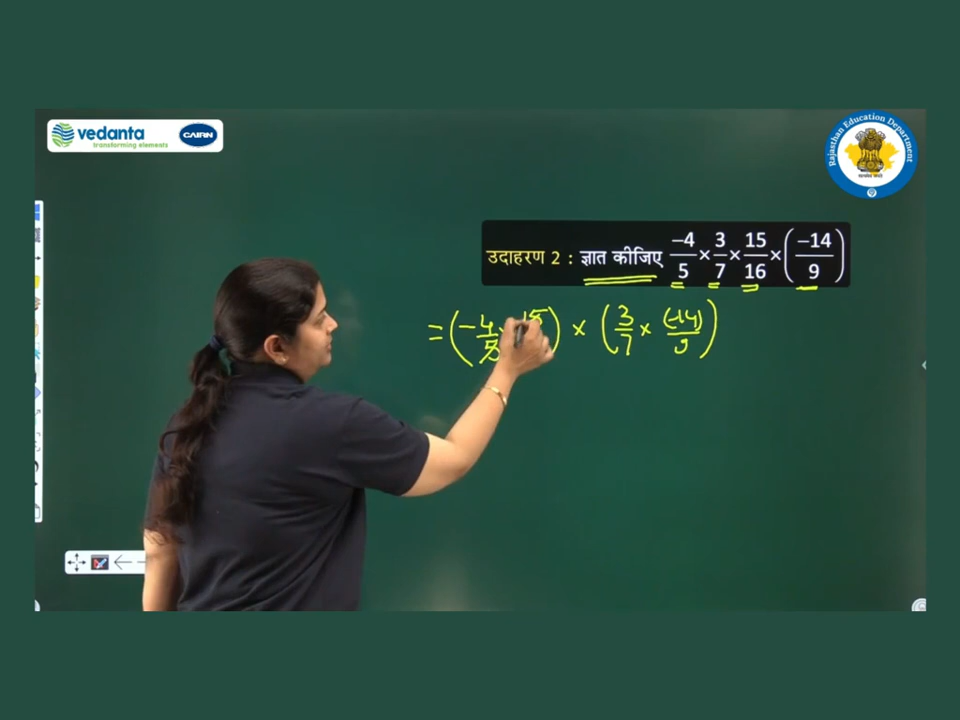 vedanta
transforming elements
CAIRN
Rajasthan Education Department
उदाहरण 2 : ज्ञात कीजिए −4/5 × 3/7 × 15/16 × (−14/9)
= (−4/5 × 15 ) × (3/7 × (−14)/9)